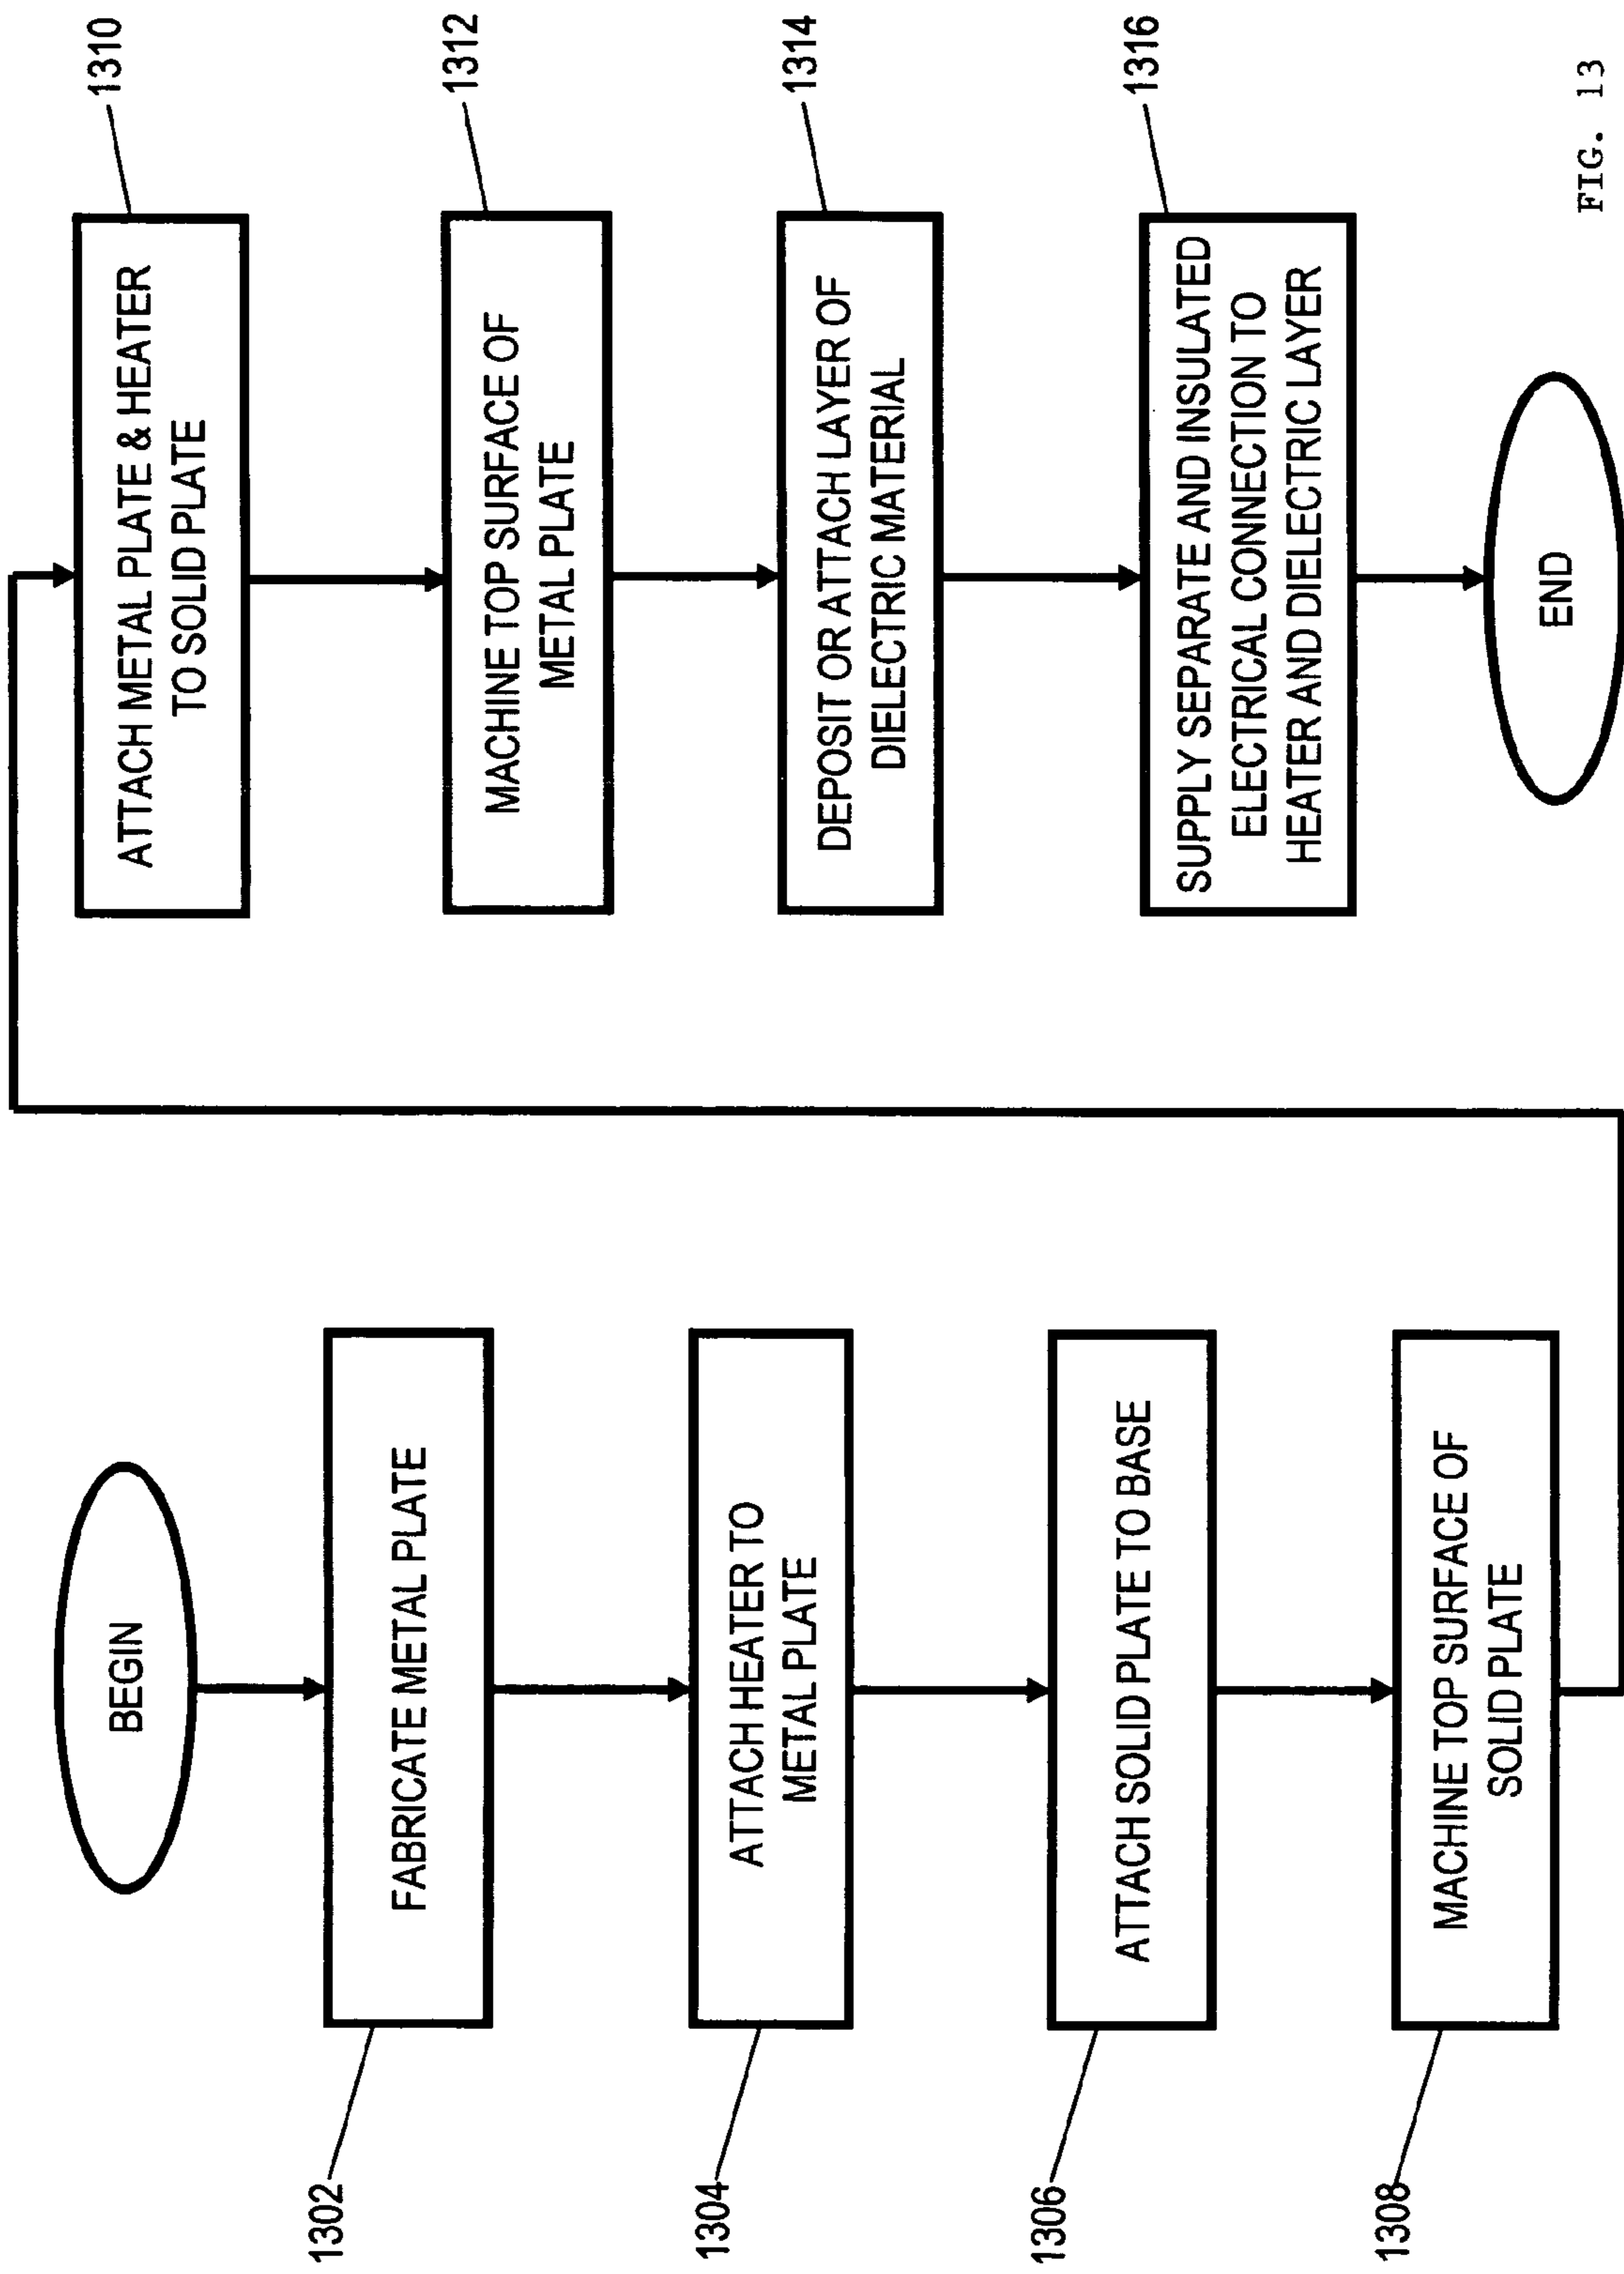 BEGIN
1302
FABRICATE METAL PLATE
1304
ATTACH HEATER TO
METAL PLATE
1306
ATTACH SOLID PLATE TO BASE
1308
MACHINE TOP SURFACE OF
SOLID PLATE
1310
ATTACH METAL PLATE & HEATER
TO SOLID PLATE
1312
MACHINE TOP SURFACE OF
METAL PLATE
1314
DEPOSIT OR ATTACH LAYER OF
DIELECTRIC MATERIAL
1316
SUPPLY SEPARATE AND INSULATED
ELECTRICAL CONNECTION TO
HEATER AND DIELECTRIC LAYER
END
FIG. 13